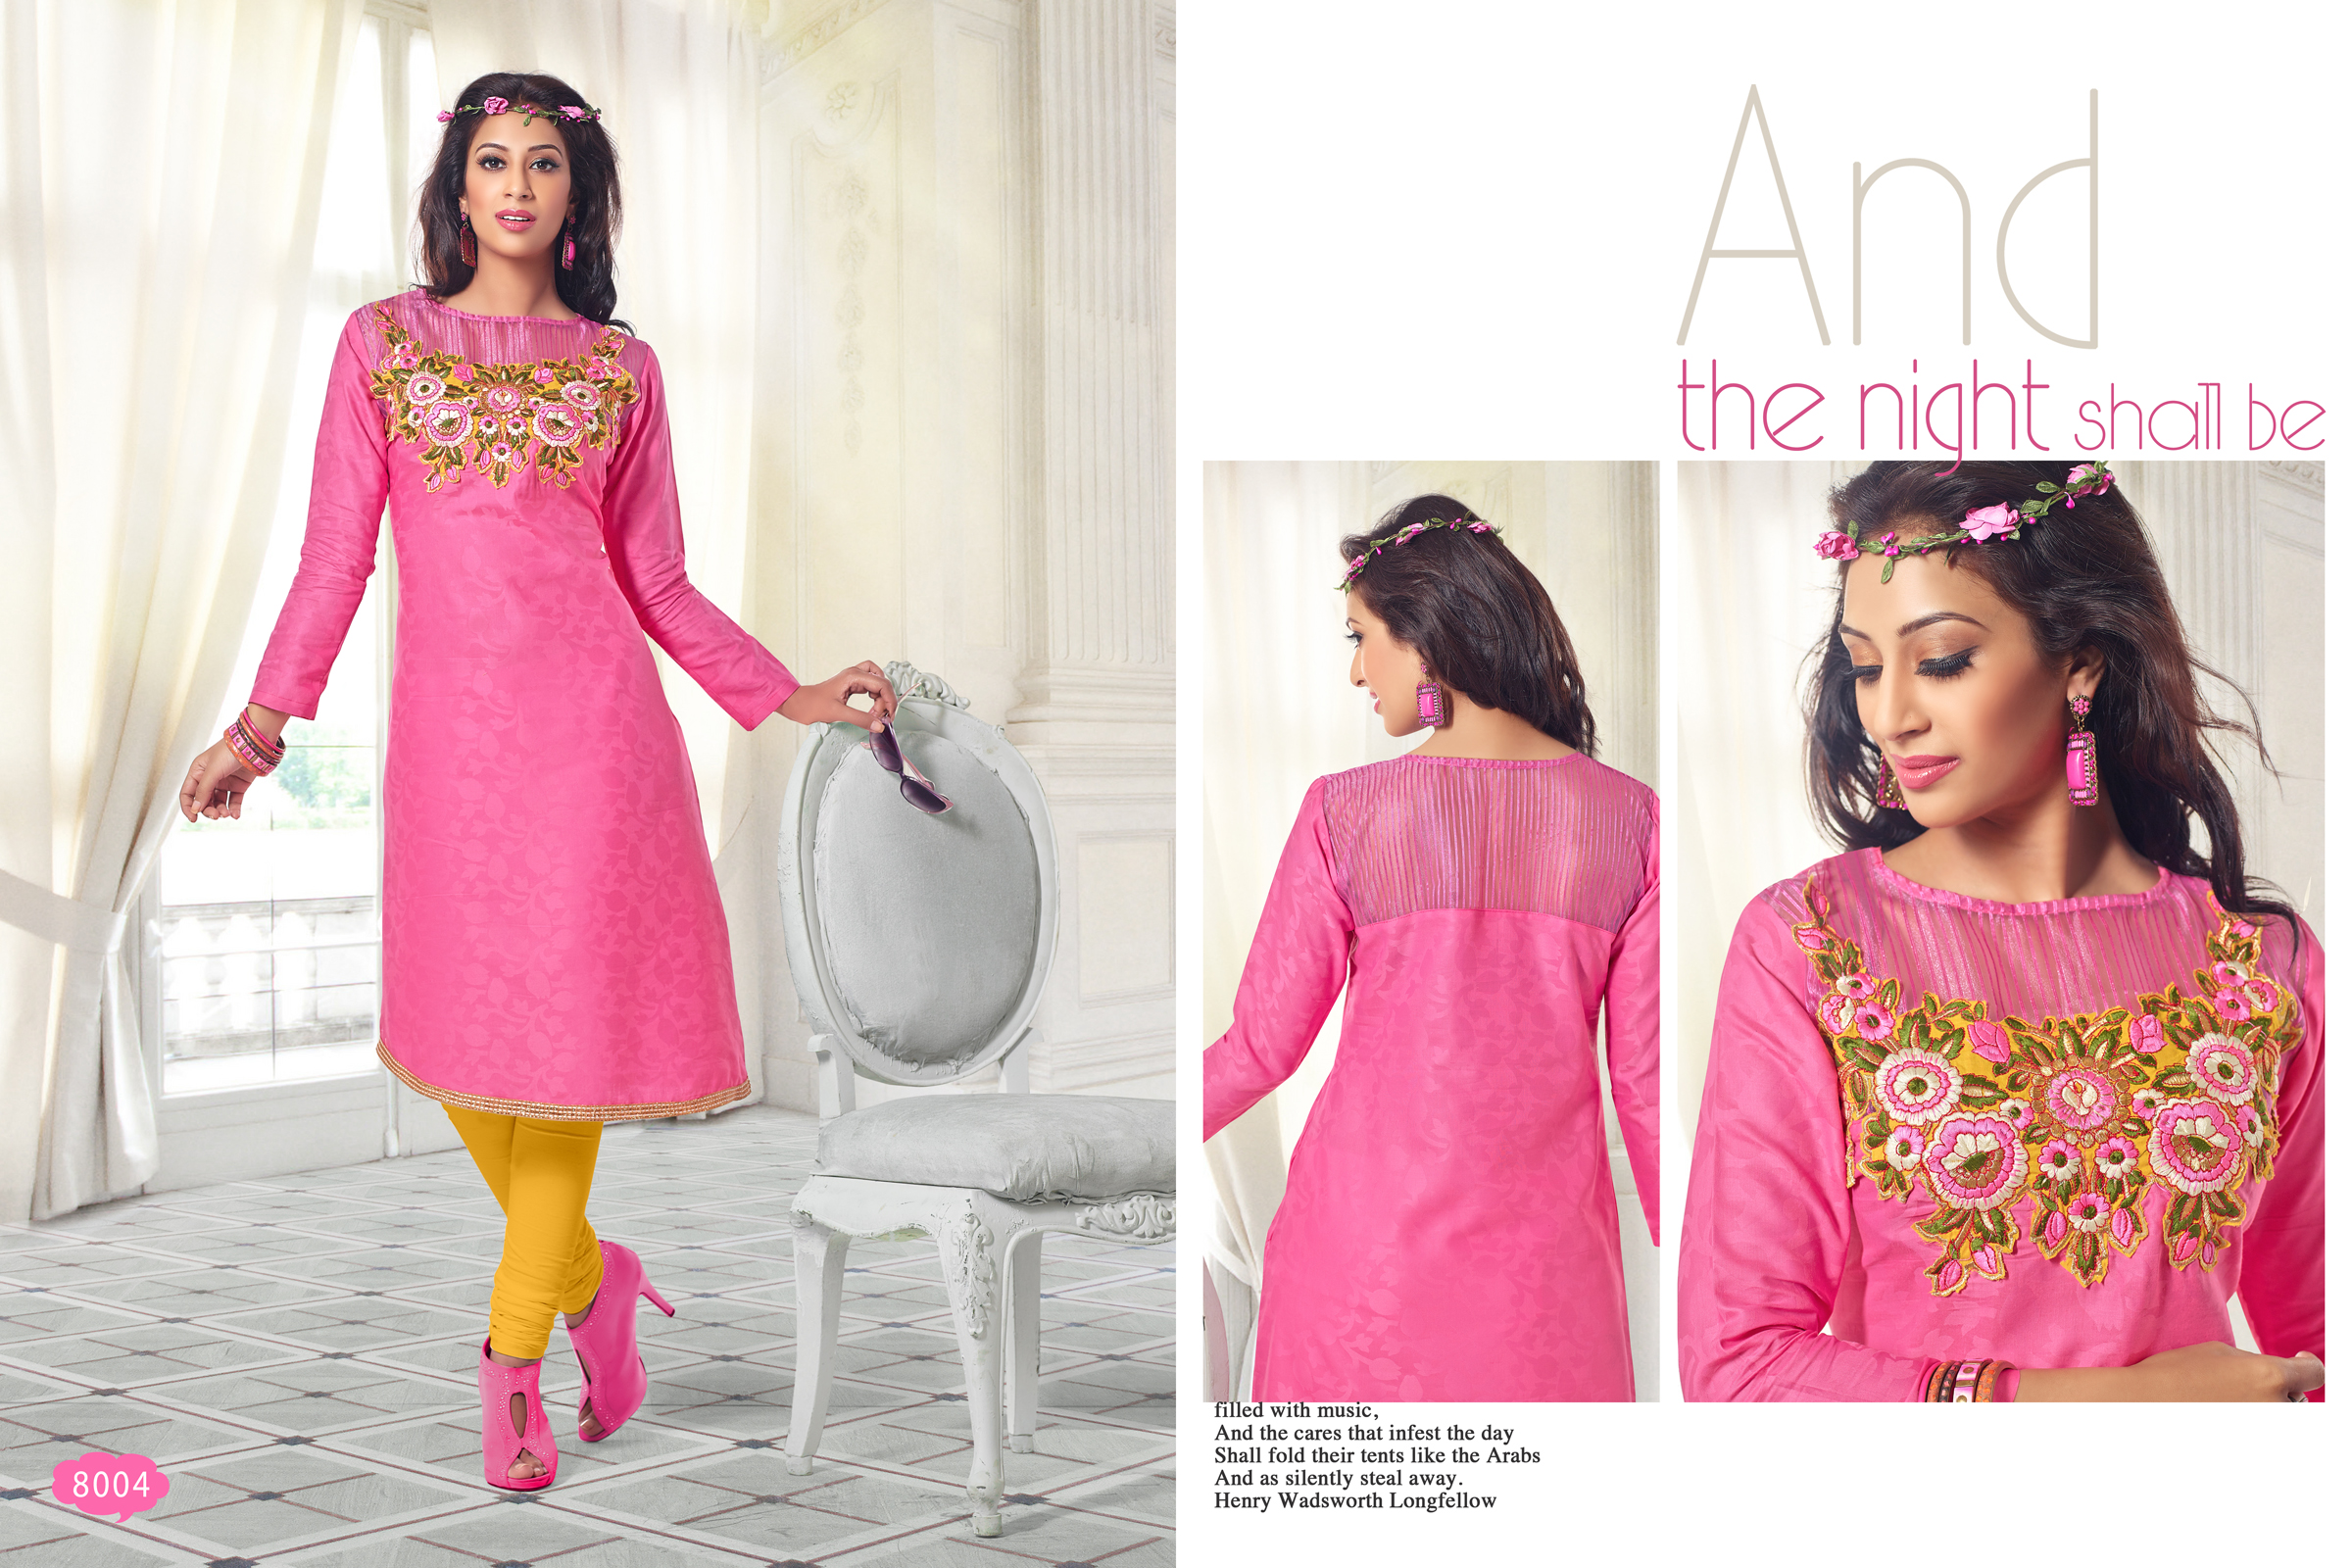 8004
And
the night shall be
filled with music,
And the cares that infest the day
Shall fold their tents like the Arabs
And as silently steal away.
Henry Wadsworth Longfellow